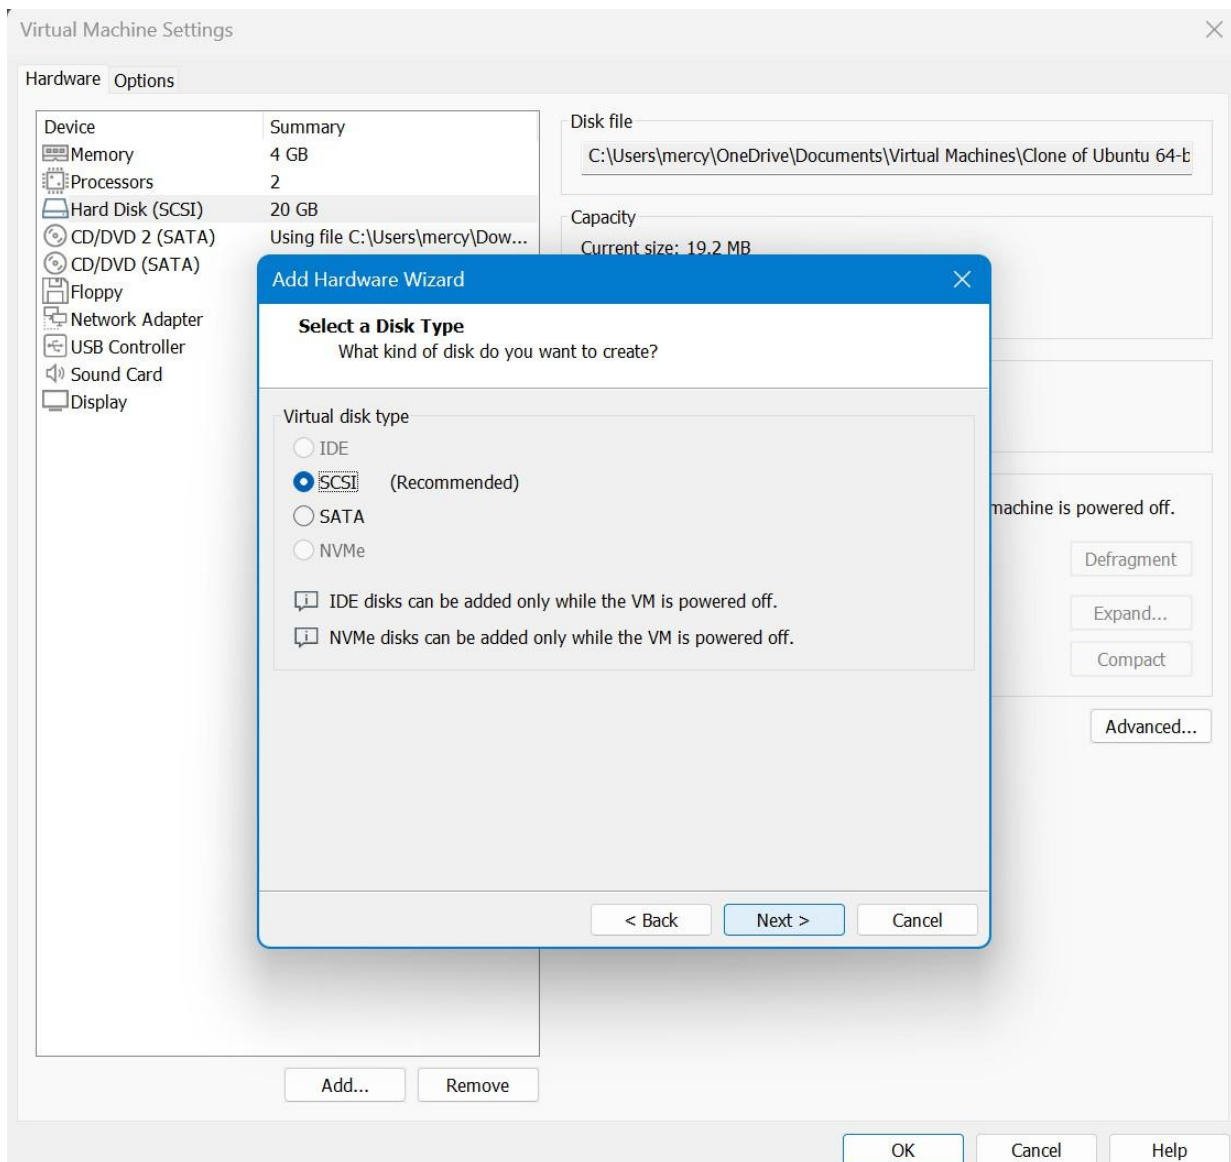 Virtual Machine Settings
Hardware Options
Device Summary
Memory 4 GB
Processors 2
Hard Disk (SCSI) 20 GB
CD/DVD 2 (SATA) Using file C:\Users\mercy\Dow...
CD/DVD (SATA)
Floppy
Network Adapter
USB Controller
Sound Card
Display
Add... Remove
Disk file
C:\Users\mercy\OneDrive\Documents\Virtual Machines\Clone of Ubuntu 64-b
Capacity
Current size: 19.2 MB
machine is powered off.
Defragment
Expand...
Compact
Advanced...
Add Hardware Wizard
Select a Disk Type
What kind of disk do you want to create?
Virtual disk type
IDE
SCSI (Recommended)
SATA
NVMe
IDE disks can be added only while the VM is powered off.
NVMe disks can be added only while the VM is powered off.
< Back Next > Cancel
OK Cancel Help